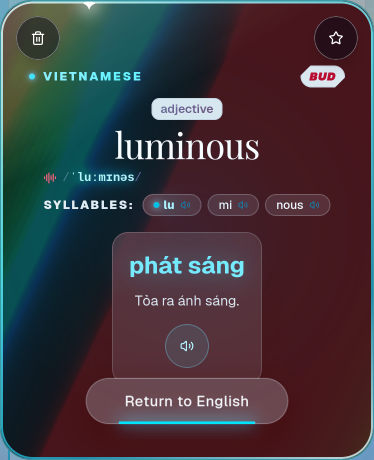 VIETNAMESE
BUD
adjective
luminous
/ˈluːmɪnəs/
SYLLABLES: lu mi nous
phát sáng
Tỏa ra ánh sáng.
Return to English